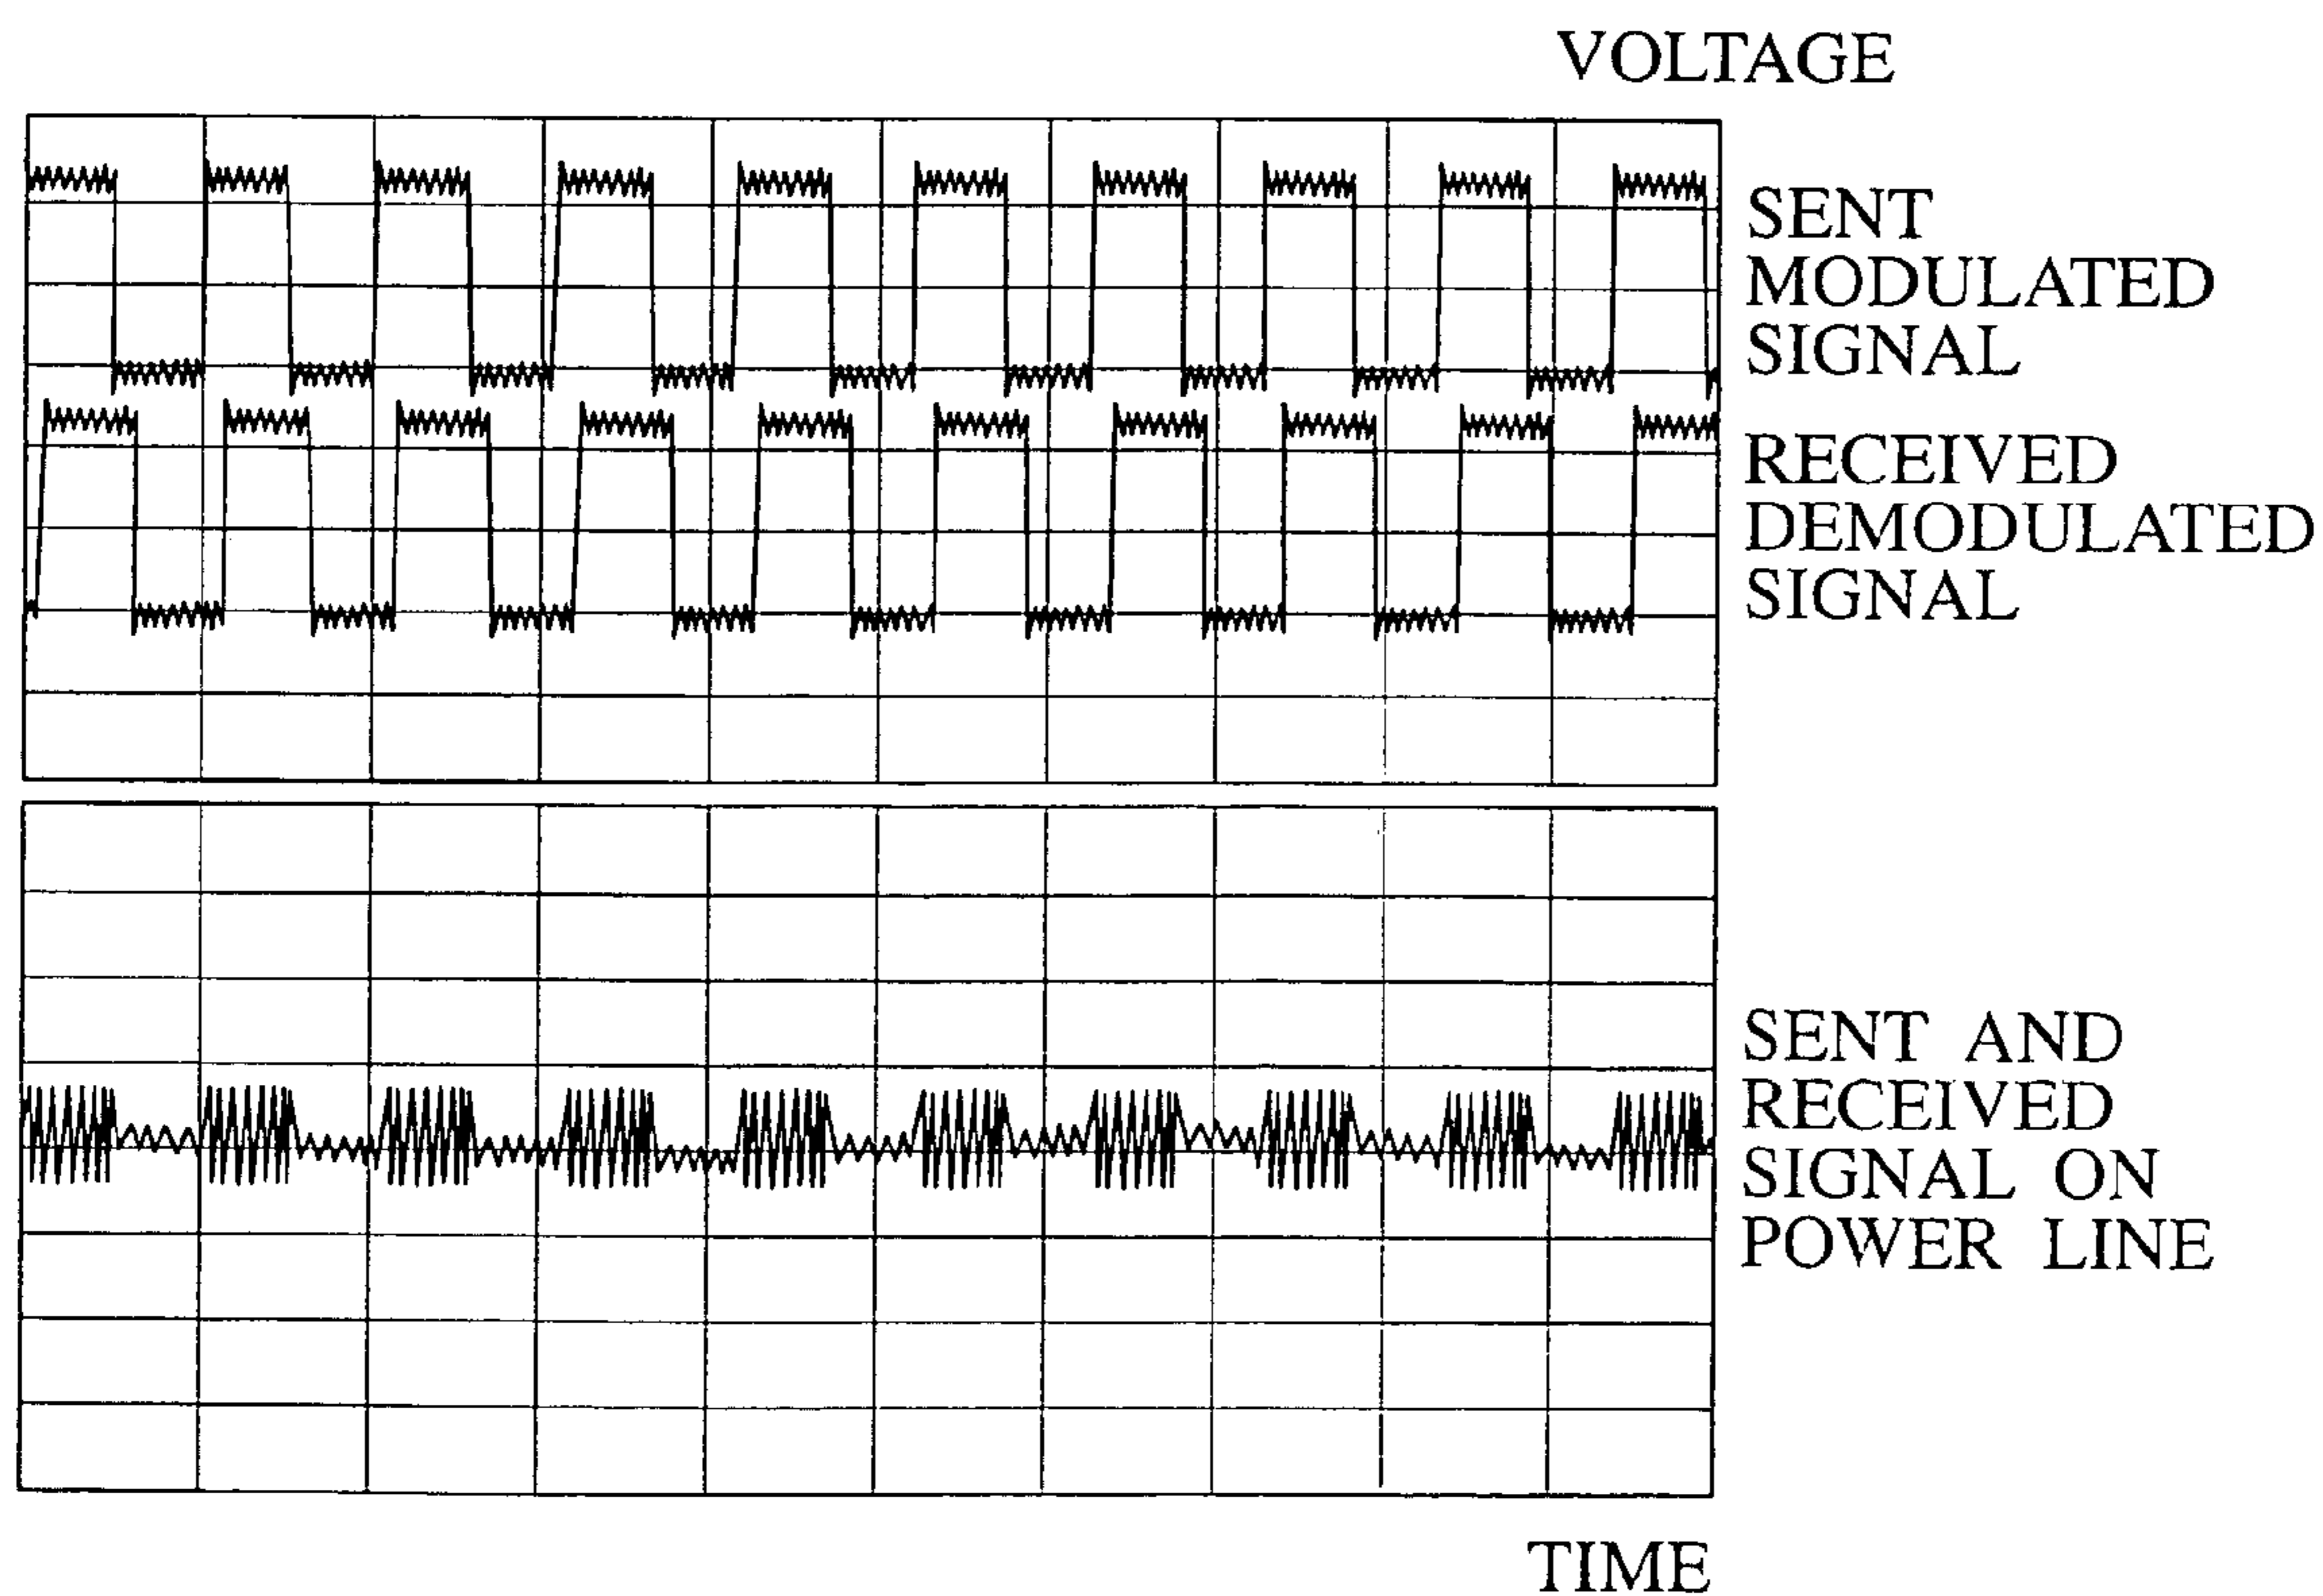 VOLTAGE
SENT
MODULATED
SIGNAL
RECEIVED
DEMODULATED
SIGNAL
SENT AND
RECEIVED
SIGNAL ON
POWER LINE
TIME